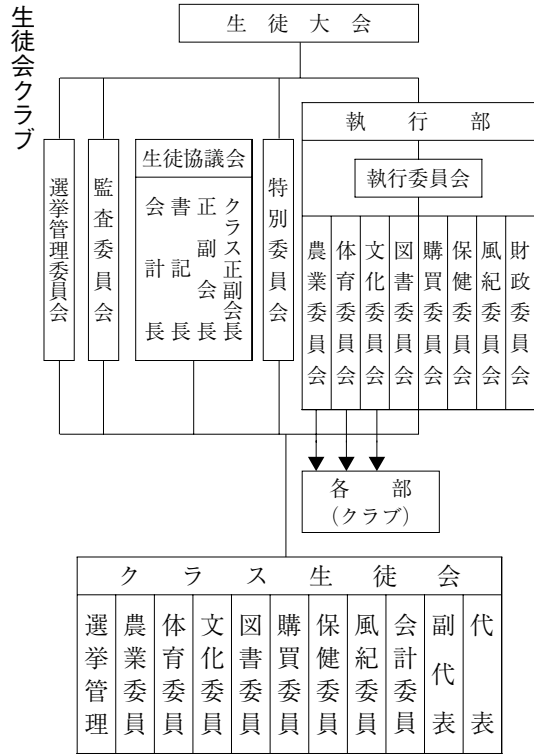 生徒会クラブ
生徒大会
執行部
執行委員会
財政委員会
風紀委員会
保健委員会
購買委員会
図書委員会
文化委員会
体育委員会
農業委員会
特別委員会
生徒協議会
クラス正副会長
正副会長
書記長
会計長
監査委員会
選挙管理委員会
各部
(クラブ)
クラス生徒会
代表
副代表
会計委員
風紀委員
保健委員
購買委員
図書委員
文化委員
体育委員
農業委員
選挙管理